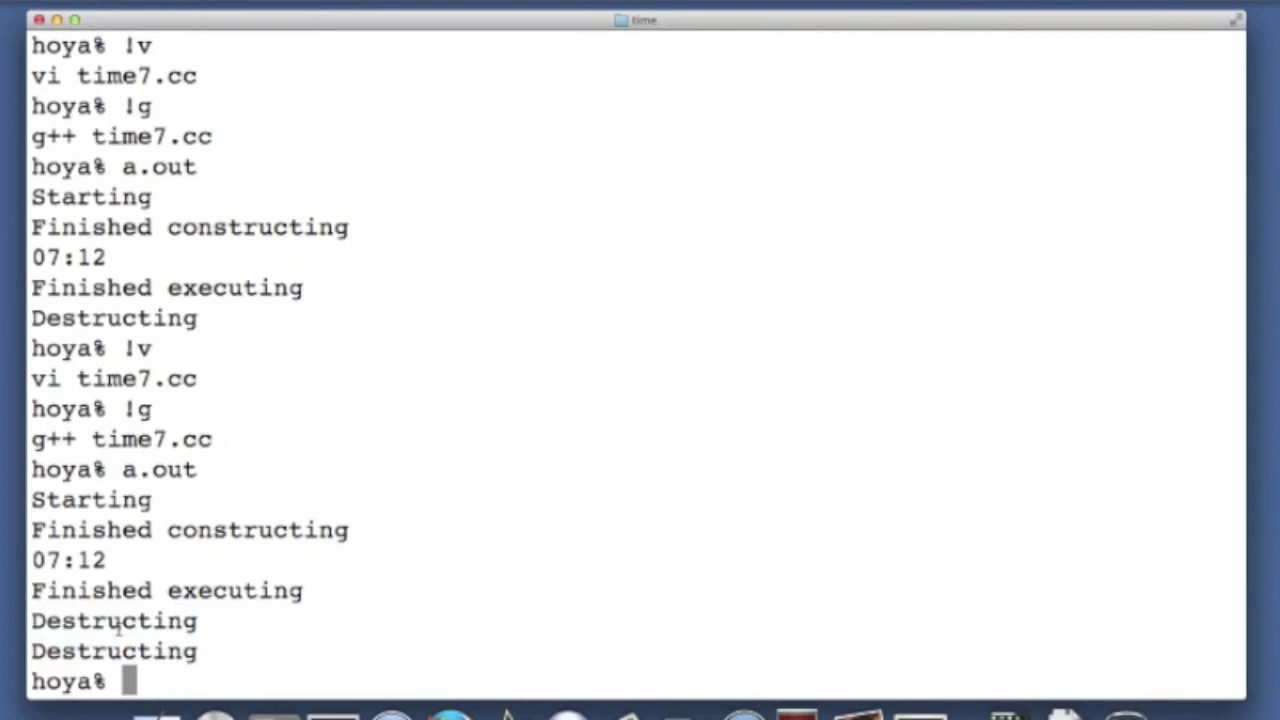 time
hoya% !v
vi time7.cc
hoya% !g
g++ time7.cc
hoya% a.out
Starting
Finished constructing
07:12
Finished executing
Destructing
hoya% !v
vi time7.cc
hoya% !g
g++ time7.cc
hoya% a.out
Starting
Finished constructing
07:12
Finished executing
Destructing
Destructing
hoya%